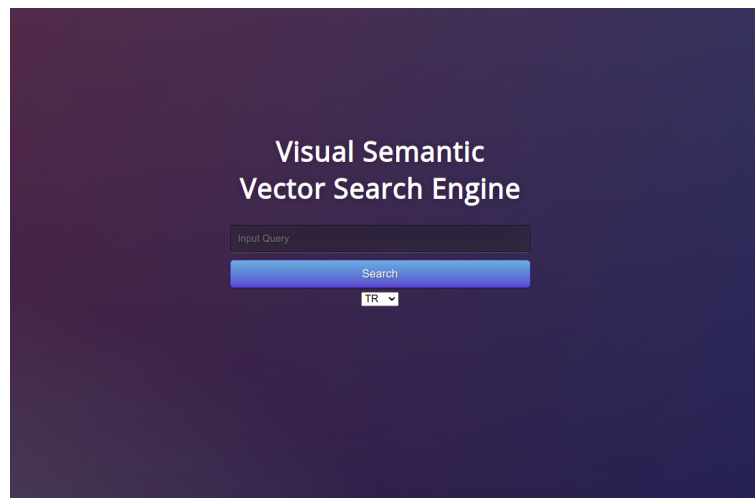 Visual Semantic
Vector Search Engine
Input Query
Search
TR